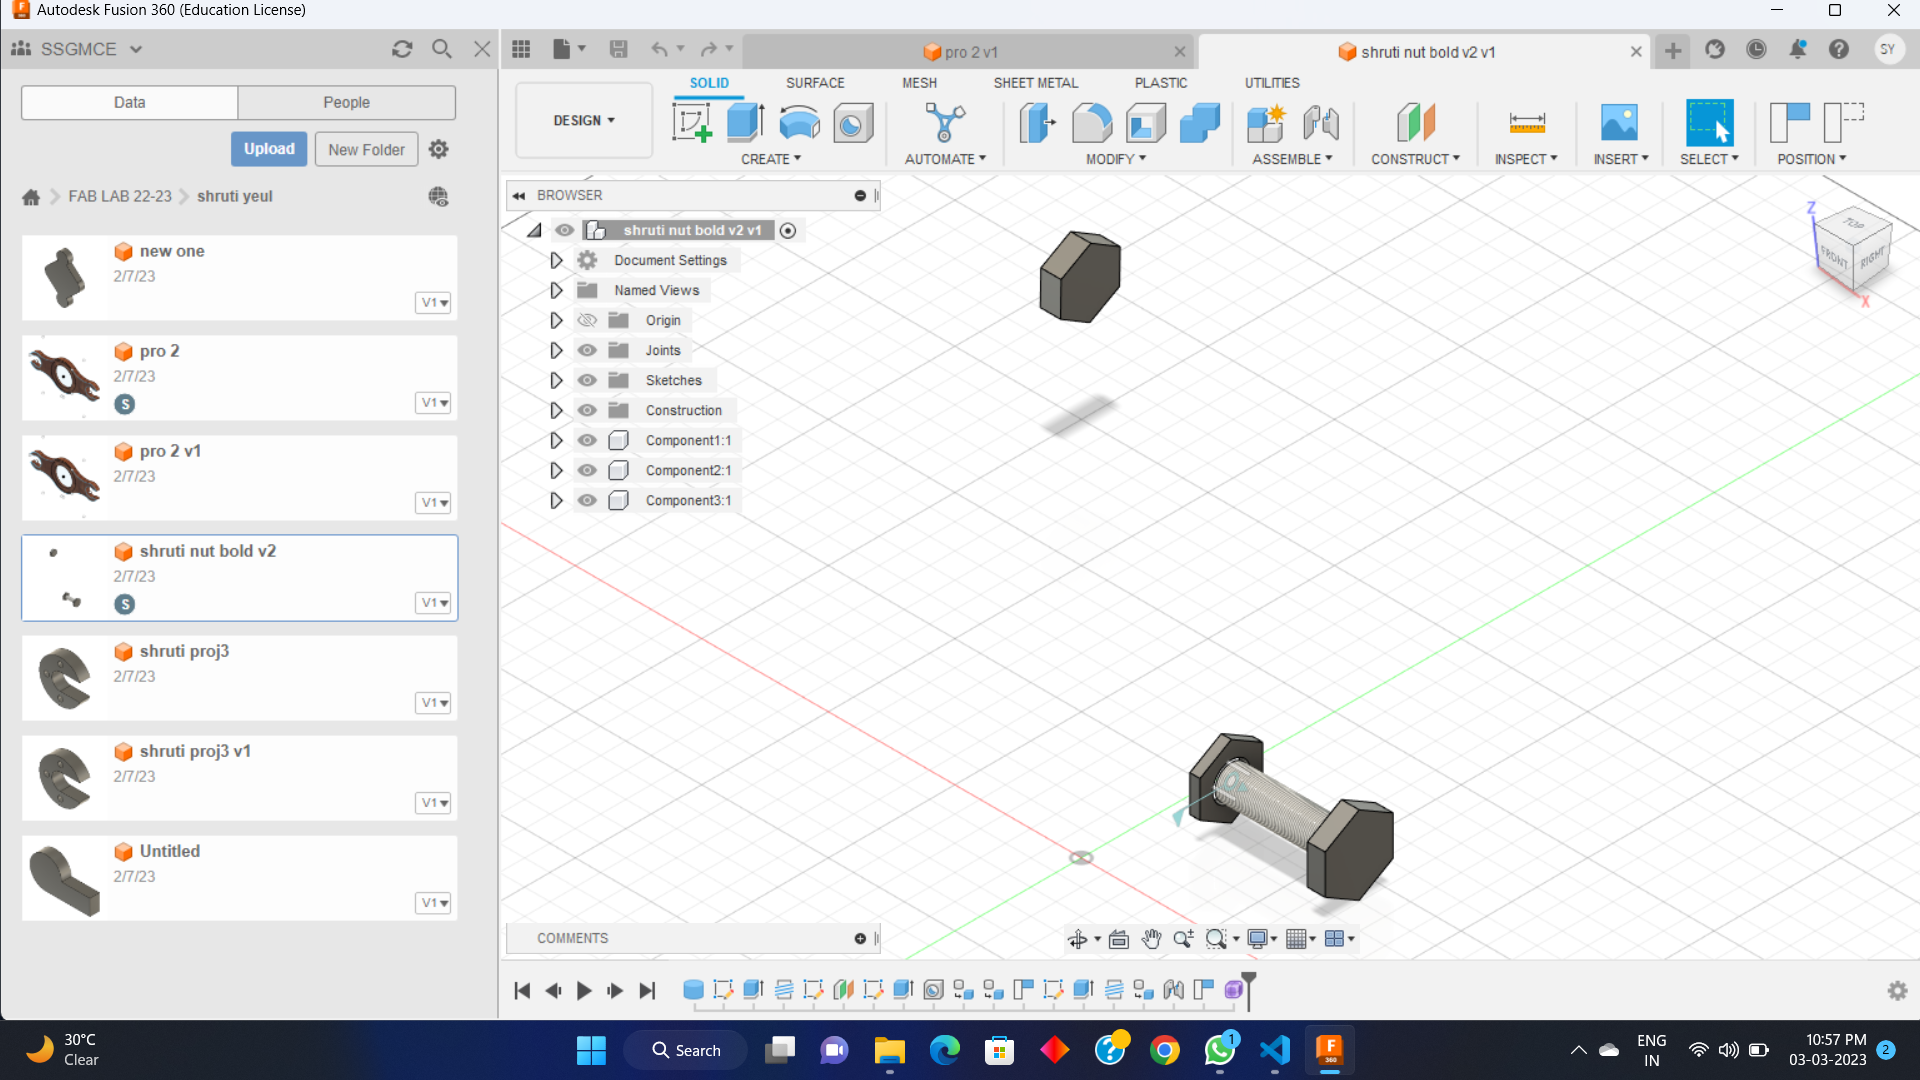 Autodesk Fusion 360 (Education License)
SSGMCE
pro 2 v1
shruti nut bold v2 v1
SY
Data
People
Upload
New Folder
FAB LAB 22-23
shruti yeul
new one
2/7/23
V1
pro 2
2/7/23
S
V1
pro 2 v1
2/7/23
V1
shruti nut bold v2
2/7/23
S
V1
shruti proj3
2/7/23
V1
shruti proj3 v1
2/7/23
V1
Untitled
2/7/23
V1
SOLID
SURFACE
MESH
SHEET METAL
PLASTIC
UTILITIES
DESIGN
CREATE
AUTOMATE
MODIFY
ASSEMBLE
CONSTRUCT
INSPECT
INSERT
SELECT
POSITION
BROWSER
shruti nut bold v2 v1
Document Settings
Named Views
Origin
Joints
Sketches
Construction
Component1:1
Component2:1
Component3:1
Z
TOP
FRONT
RIGHT
X
COMMENTS
30°C
Clear
Search
1
F
360
ENG
IN
10:57 PM
03-03-2023
2